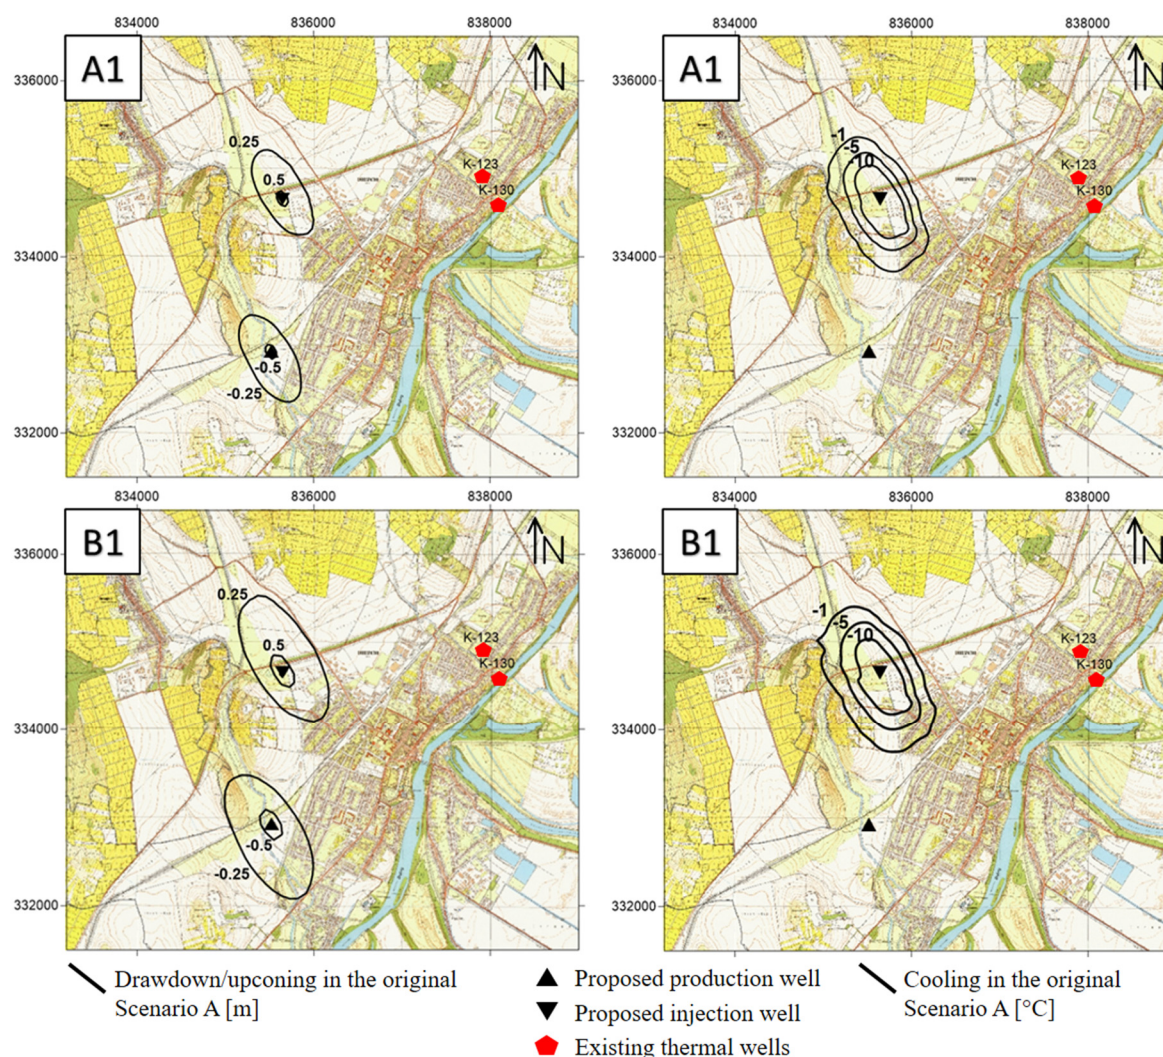 834000 836000 838000
834000 836000 838000
336000
334000
332000
A1
N
0.25
0.5
K-123
K-130
-0.5
-0.25
336000
334000
332000
A1
N
-1
-5
-10
K-123
K-130
834000 836000 838000
834000 836000 838000
336000
334000
332000
B1
N
0.25
0.5
K-123
K-130
-0.5
-0.25
336000
334000
332000
B1
N
-1
-5
-10
K-123
K-130
Drawdown/upconing in the original
Scenario A [m]
Proposed production well
Proposed injection well
Existing thermal wells
Cooling in the original
Scenario A [°C]